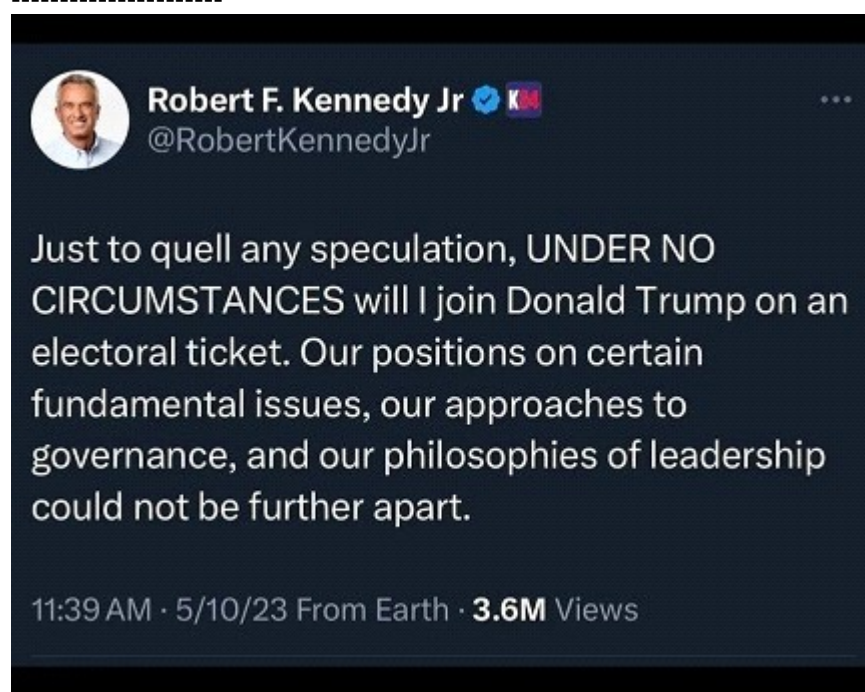 Robert F. Kennedy Jr
@RobertKennedyJr
Just to quell any speculation, UNDER NO
CIRCUMSTANCES will I join Donald Trump on an
electoral ticket. Our positions on certain
fundamental issues, our approaches to
governance, and our philosophies of leadership
could not be further apart.
11:39 AM · 5/10/23 From Earth · 3.6M Views